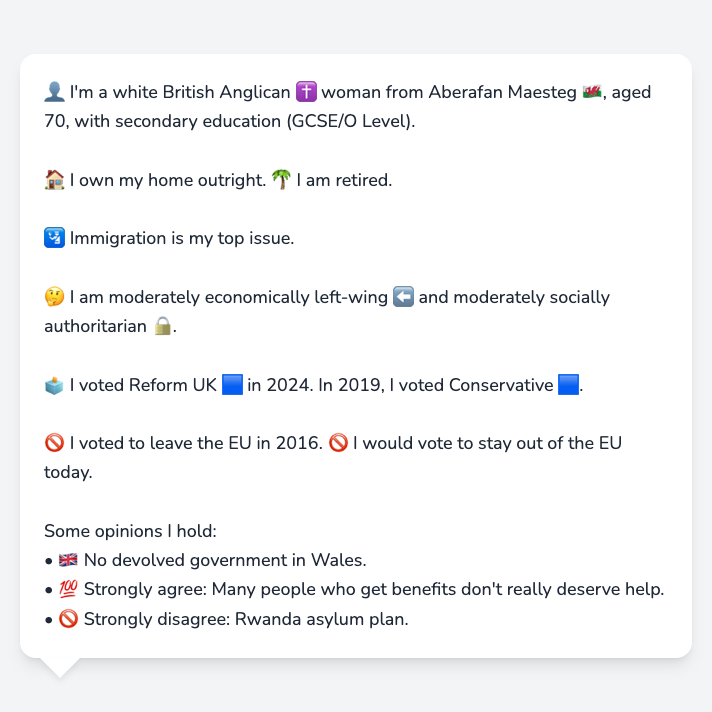 👤 I'm a white British Anglican ✝️ woman from Aberafan Maesteg 🏴󠁧󠁢󠁷󠁬󠁳󠁿, aged
70, with secondary education (GCSE/O Level).
🏠 I own my home outright. 🌴 I am retired.
🛂 Immigration is my top issue.
🤔 I am moderately economically left-wing ⬅️ and moderately socially
authoritarian 🔒.
🗳️ I voted Reform UK 🟦 in 2024. In 2019, I voted Conservative 🟦.
🚫 I voted to leave the EU in 2016. 🚫 I would vote to stay out of the EU
today.
Some opinions I hold:
• 🇬🇧 No devolved government in Wales.
• 💯 Strongly agree: Many people who get benefits don't really deserve help.
• 🚫 Strongly disagree: Rwanda asylum plan.